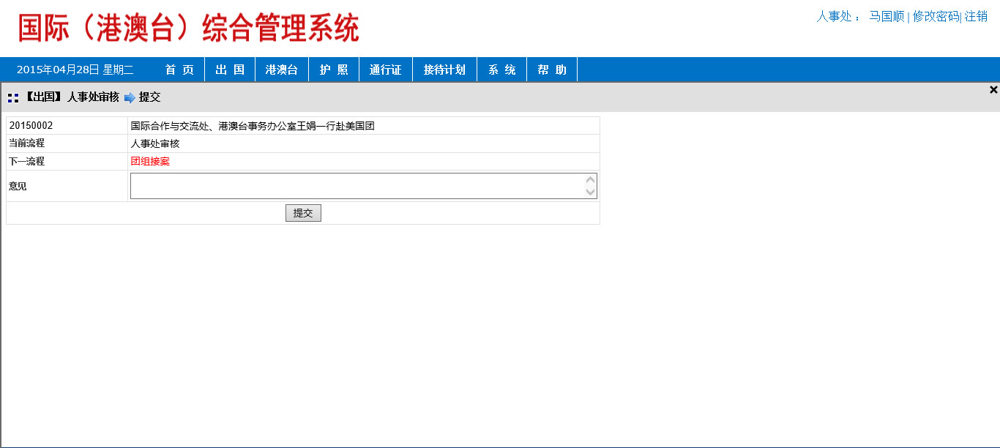 国际（港澳台）综合管理系统
人事处 ： 马国顺 | 修改密码| 注销
2015年04月28日 星期二 首 页 出 国 港澳台 护 照 通行证 接待计划 系 统 帮 助
【出国】人事处审核 提交
20150002 国际合作与交流处、港澳台事务办公室王娟一行赴美国团
当前流程 人事处审核
下一流程 团组接案
意见
提交